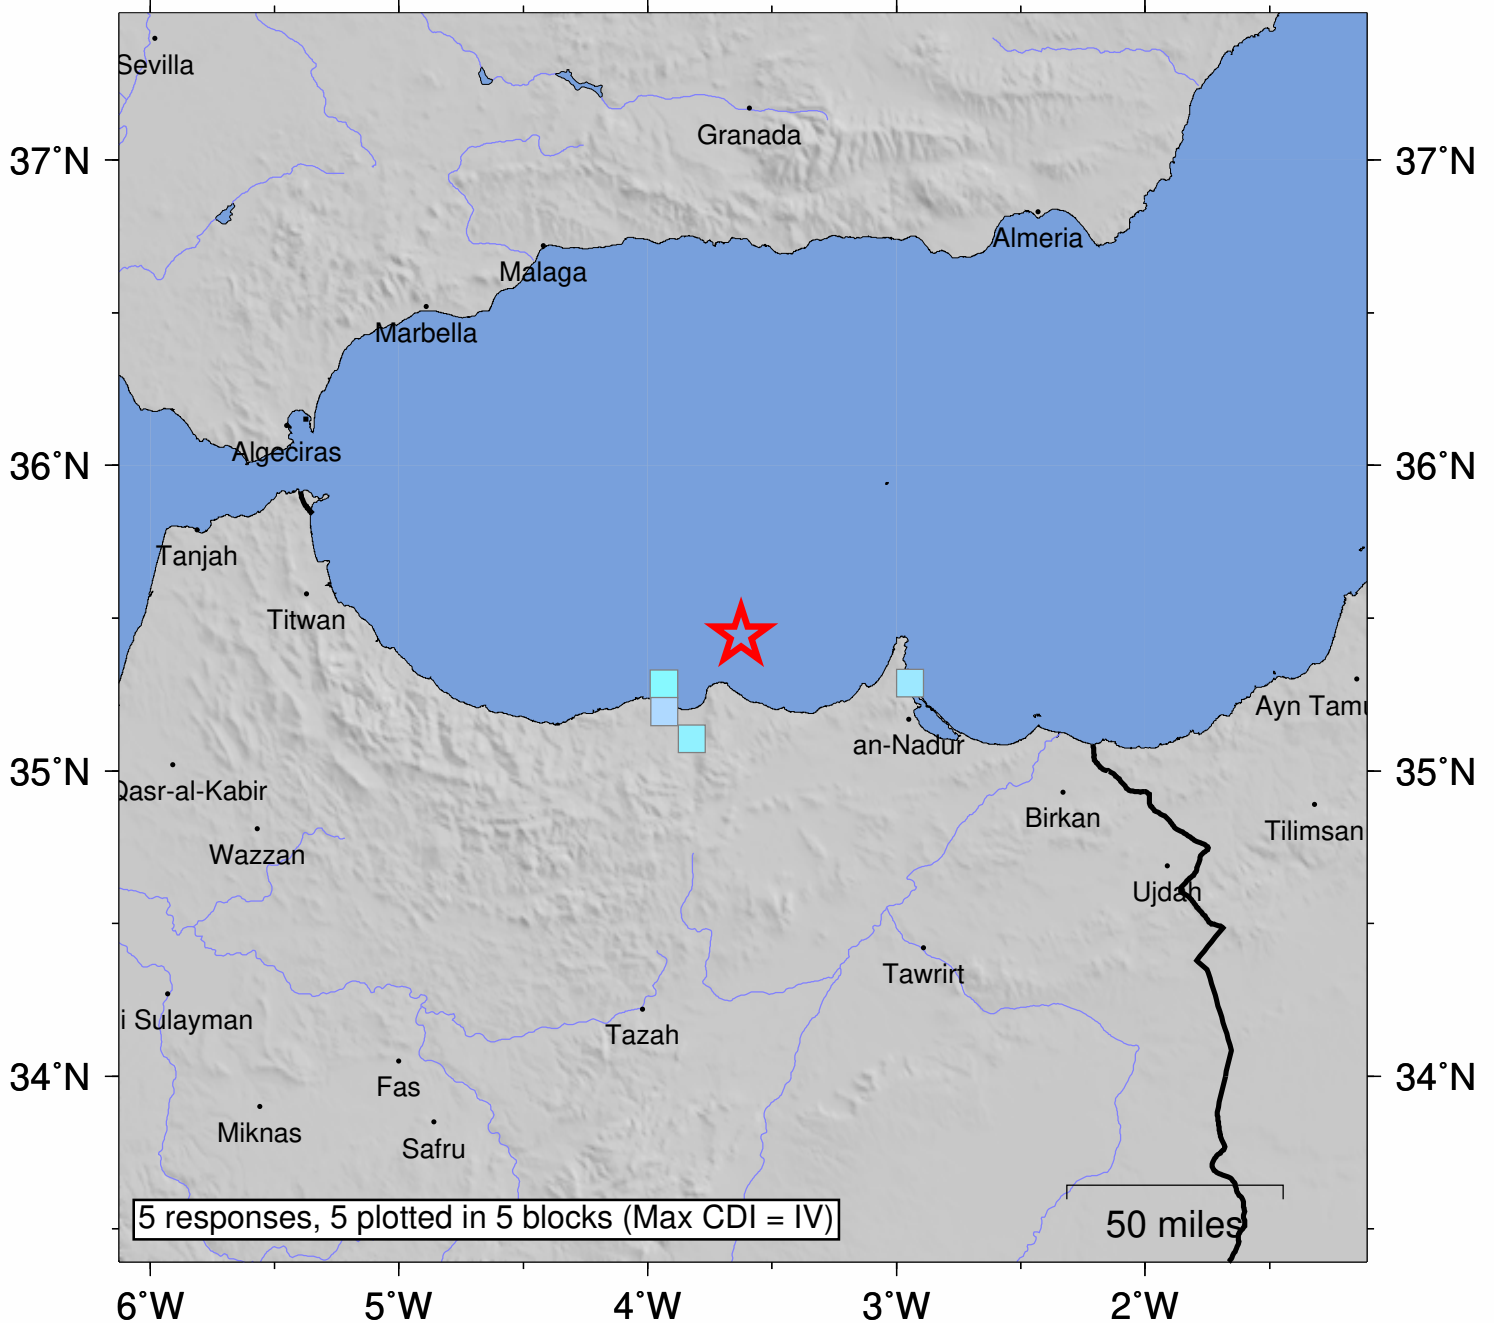 Sevilla
Granada
37°N
37°N
Almeria
Malaga
Marbella
Algeciras
36°N
36°N
Tanjah
Titwan
Ayn Tamu
an-Nadur
35°N
35°N
Qasr-al-Kabir
Birkan
Tilimsan
Wazzan
Ujdah
Tawrirt
i Sulayman
Tazah
34°N
34°N
Fas
Miknas
Safru
5 responses, 5 plotted in 5 blocks (Max CDI = IV)
50 miles
6°W
5°W
4°W
3°W
2°W